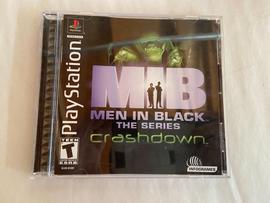 PlayStation
MIB
MEN IN BLACK
THE SERIES
crashdown
TEEN
T
INFOGRAMES